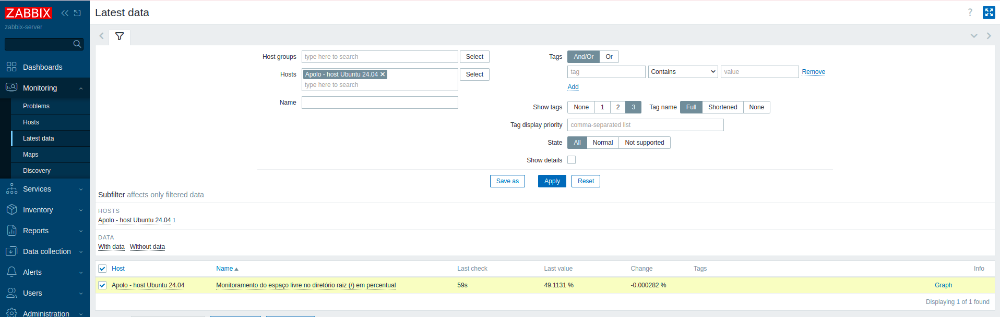 ZABBIX
zabbix-server
Latest data
?
Dashboards
Monitoring
Problems
Hosts
Latest data
Maps
Discovery
Services
Inventory
Reports
Data collection
Alerts
Users
Administration
Host groups type here to search Select
Hosts Apolo - host Ubuntu 24.04 Select
type here to search
Name
Tags And/Or Or
tag Contains value Remove
Add
Show tags None 1 2 3 Tag name Full Shortened None
Tag display priority comma-separated list
State All Normal Not supported
Show details
Save as Apply Reset
Subfilter affects only filtered data
HOSTS
Apolo - host Ubuntu 24.04 1
DATA
With data Without data
Host Name Last check Last value Change Tags Info
Apolo - host Ubuntu 24.04 Monitoramento do espaço livre no diretório raiz (/) em percentual 59s 49.1131 % -0.000282 % Graph
Displaying 1 of 1 found